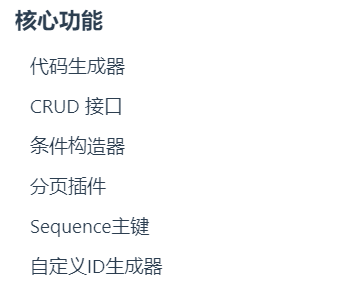 核心功能
代码生成器
CRUD 接口
条件构造器
分页插件
Sequence主键
自定义ID生成器